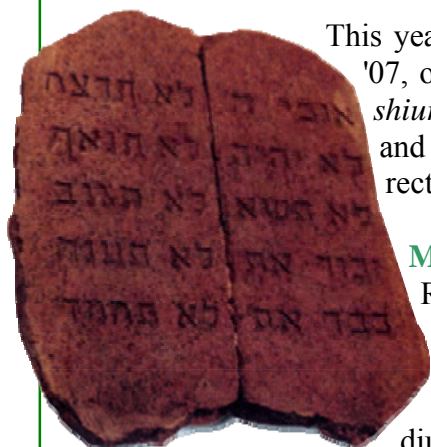 This yea
'07, o
shiur
and
rect
M
R
din
אנכי ה'
לא יהיה
לא תשא
זכור את
כבד את
לא תרצח
לא תנאף
לא תגנב
לא תענה
לא תחמד